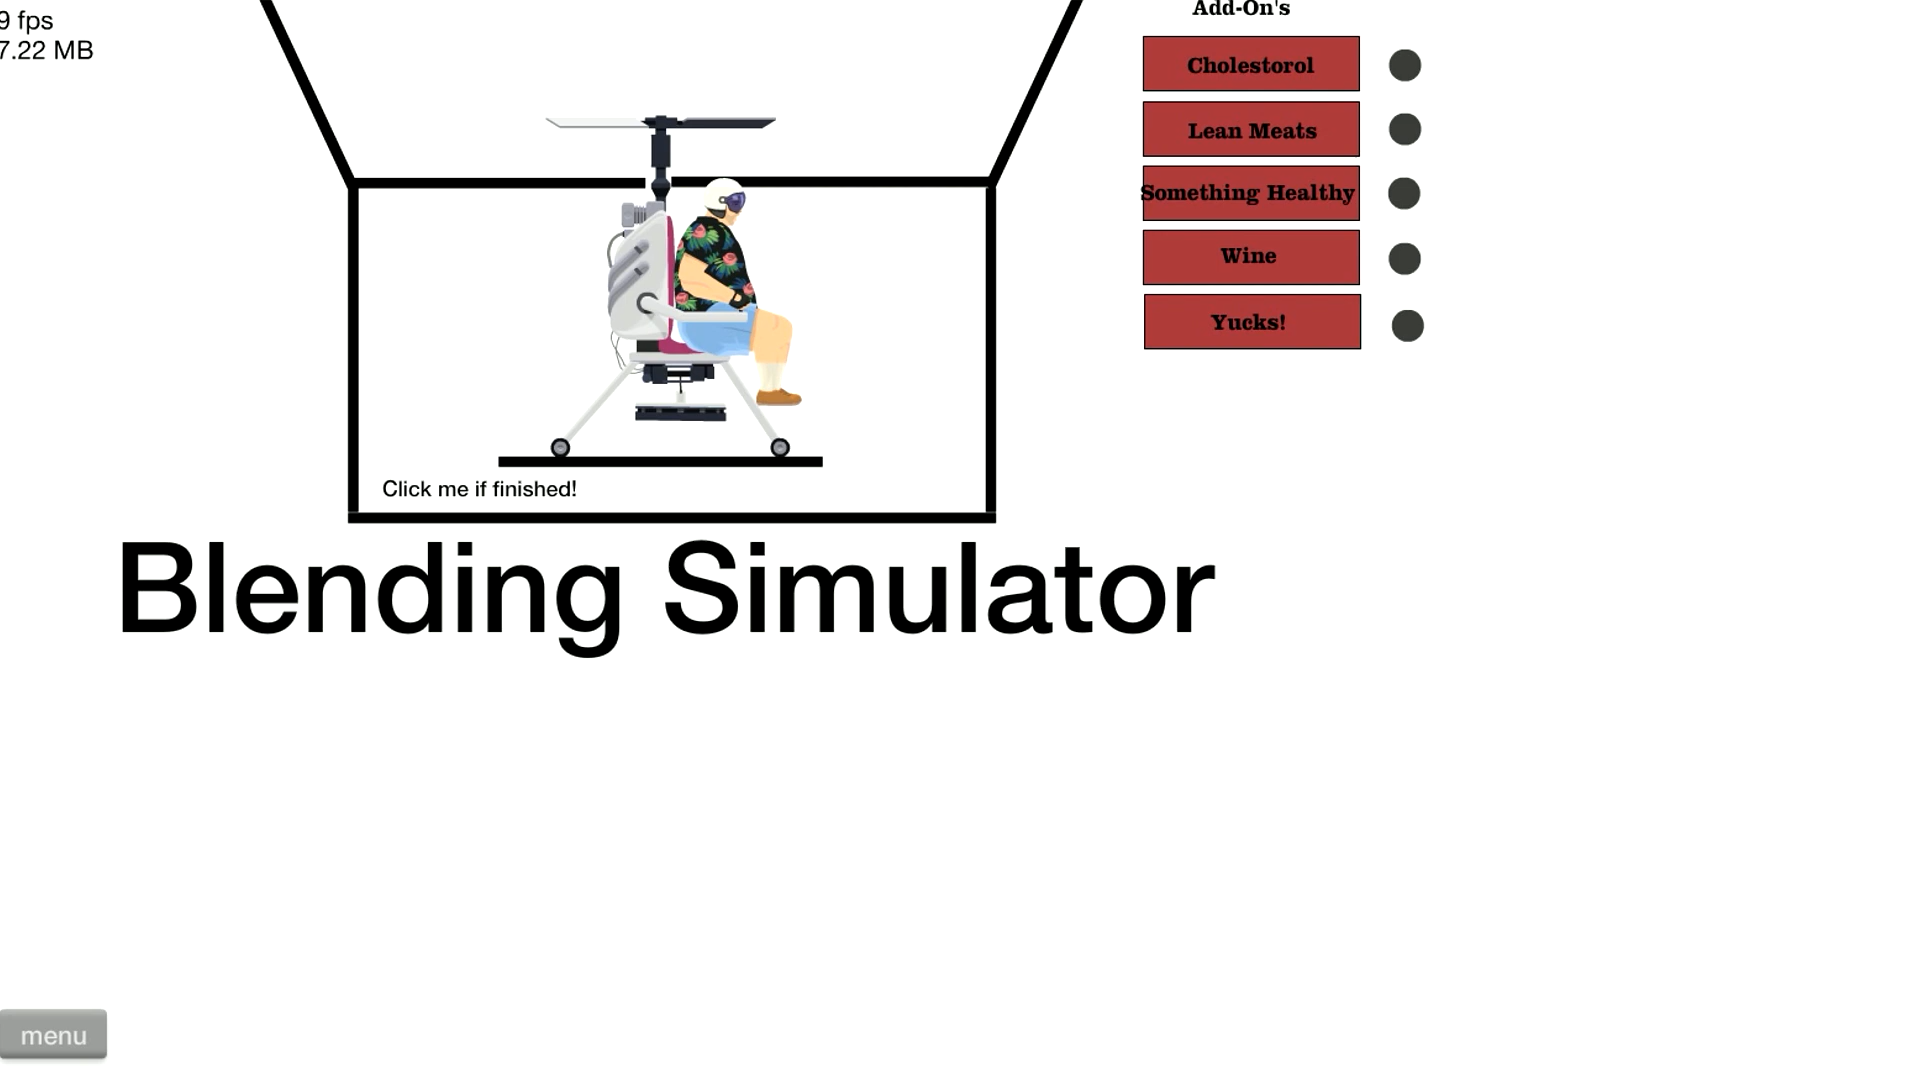 9 fps
7.22 MB
Add-On's
Cholestorol
Lean Meats
Something Healthy
Wine
Yucks!
Click me if finished!
Blending Simulator
menu